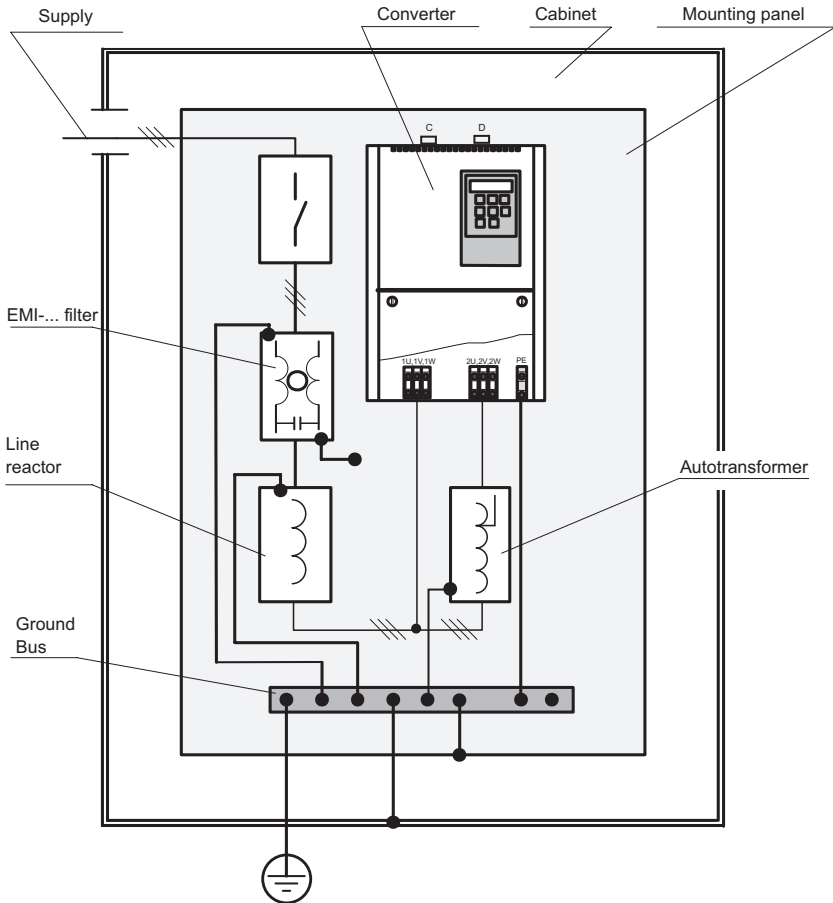 Supply
Converter
Cabinet
Mounting panel
C
D
EMI-... filter
1U,1V,1W
2U,2V,2W
PE
Line
reactor
Autotransformer
Ground
Bus